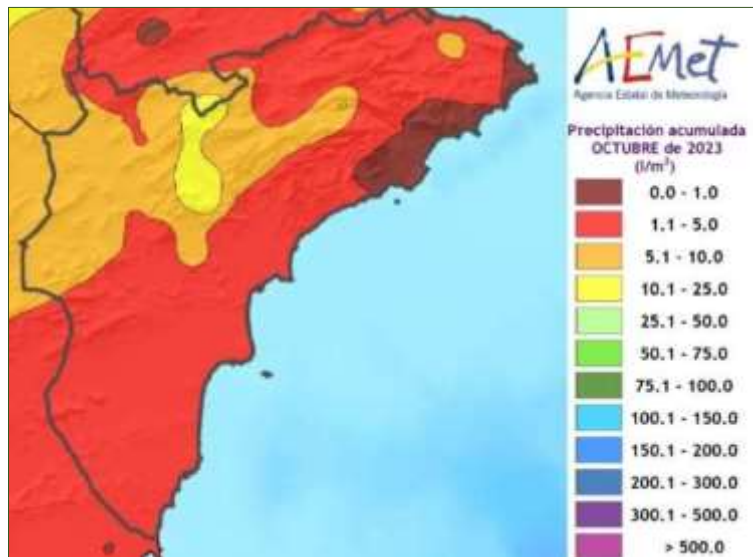 AEmet
Agencia Estatal de Meteorología
Precipitación acumulada
OCTUBRE de 2023
(l/m²)
0.0 - 1.0
1.1 - 5.0
5.1 - 10.0
10.1 - 25.0
25.1 - 50.0
50.1 - 75.0
75.1 - 100.0
100.1 - 150.0
150.1 - 200.0
200.1 - 300.0
300.1 - 500.0
> 500.0